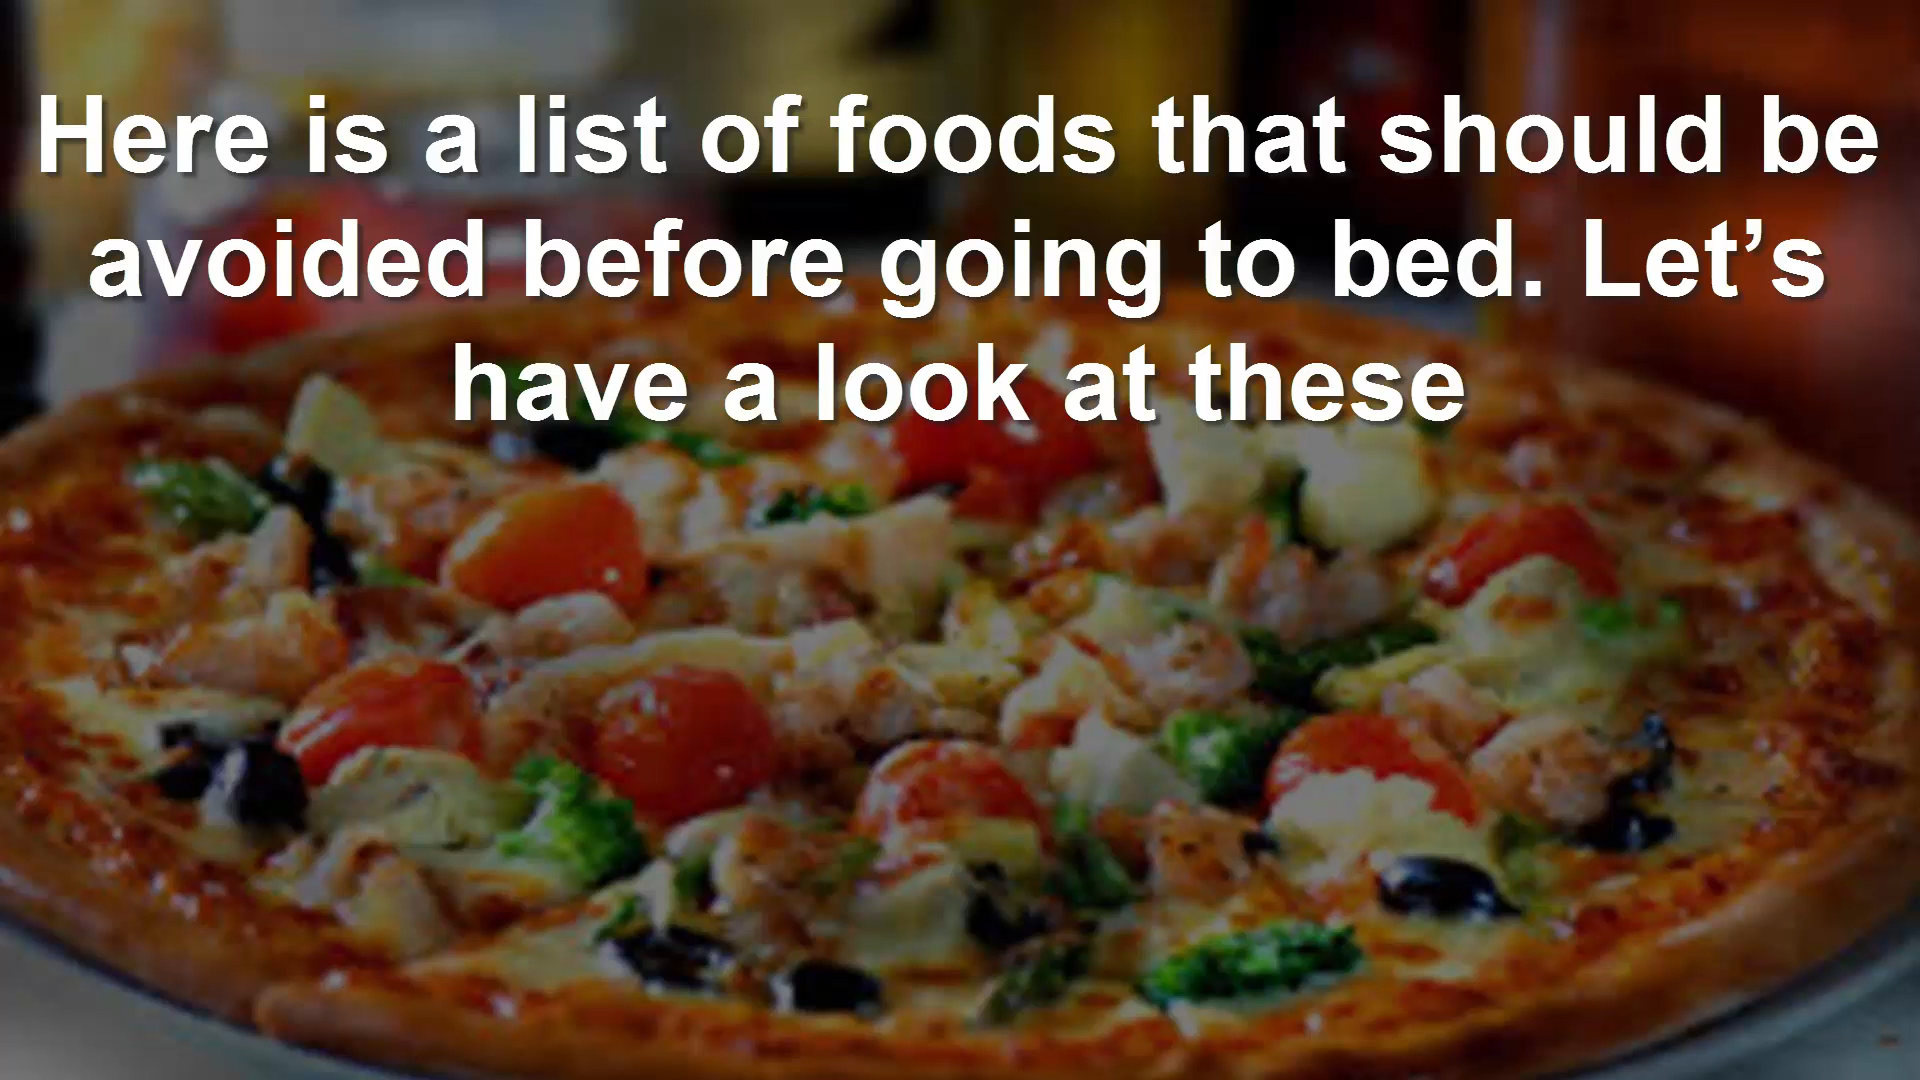 Here is a list of foods that should be
avoided before going to bed. Let’s
have a look at these